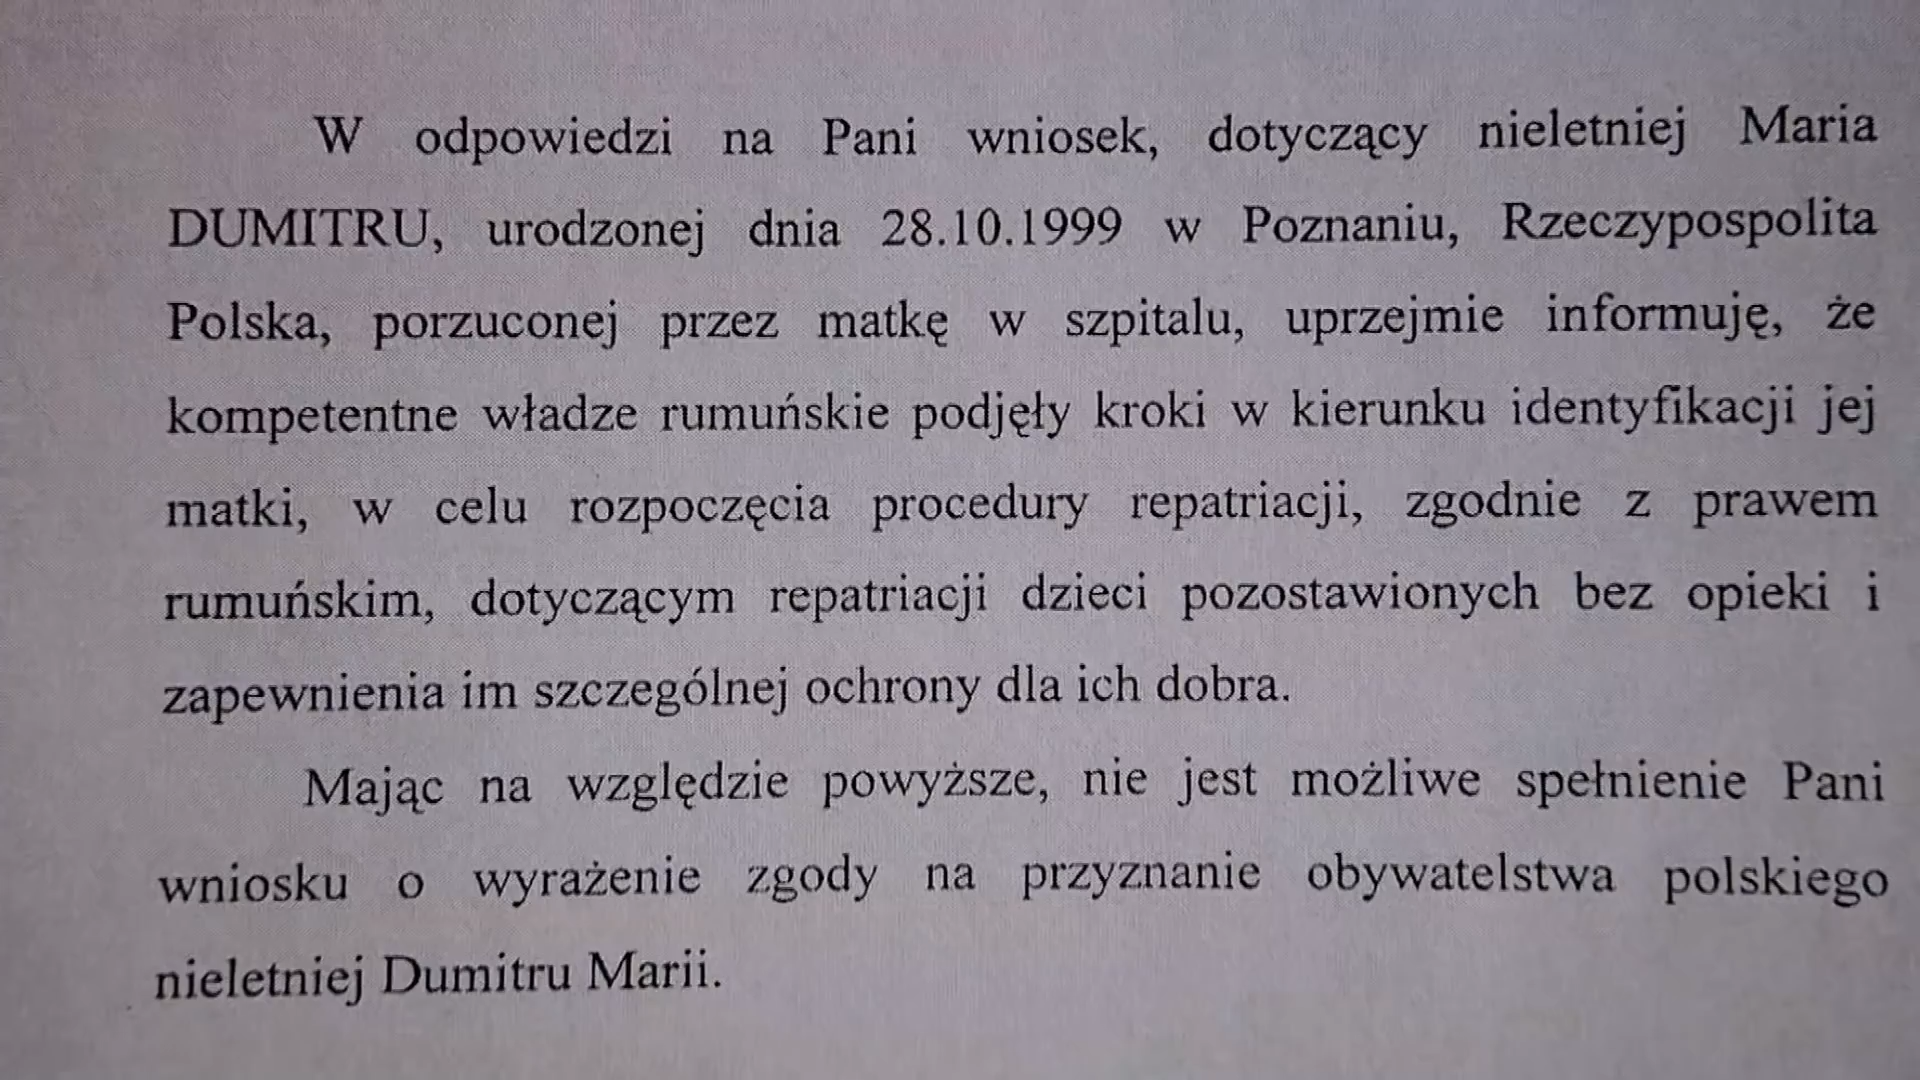 W odpowiedzi na Pani wniosek, dotyczący nieletniej Maria
DUMITRU, urodzonej dnia 28.10.1999 w Poznaniu, Rzeczypospolita
Polska, porzuconej przez matkę w szpitalu, uprzejmie informuję, że
kompetentne władze rumuńskie podjęły kroki w kierunku identyfikacji jej
matki, w celu rozpoczęcia procedury repatriacji, zgodnie z prawem
rumuńskim, dotyczącym repatriacji dzieci pozostawionych bez opieki i
zapewnienia im szczególnej ochrony dla ich dobra.
Mając na względzie powyższe, nie jest możliwe spełnienie Pani
wniosku o wyrażenie zgody na przyznanie obywatelstwa polskiego
nieletniej Dumitru Marii.